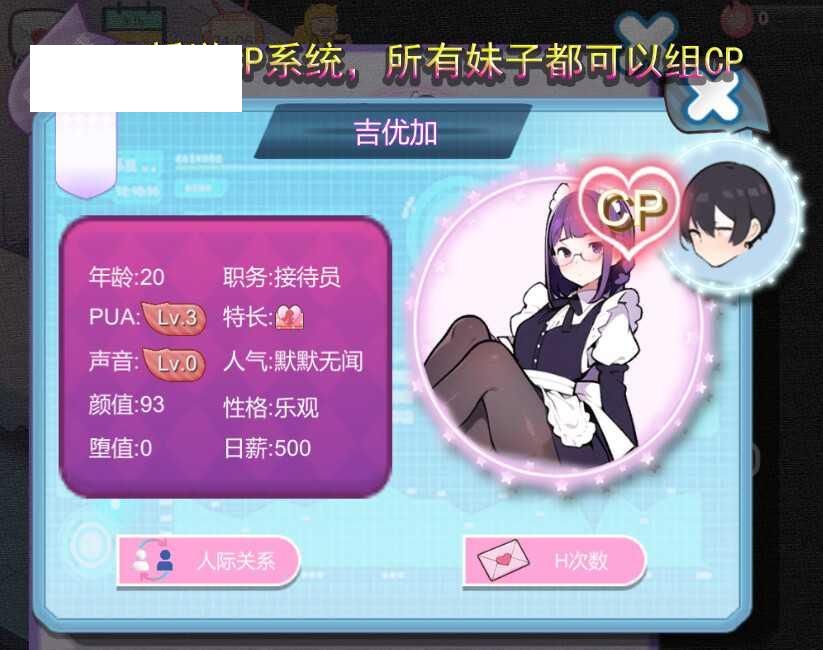 CP系统，所有妹子都可以组CP
0
吉优加
CP
年龄:20 职务:接待员
PUA: Lv.3 特长:
声音: Lv.0 人气:默默无闻
颜值:93 性格:乐观
堕值:0 日薪:500
人际关系 H次数